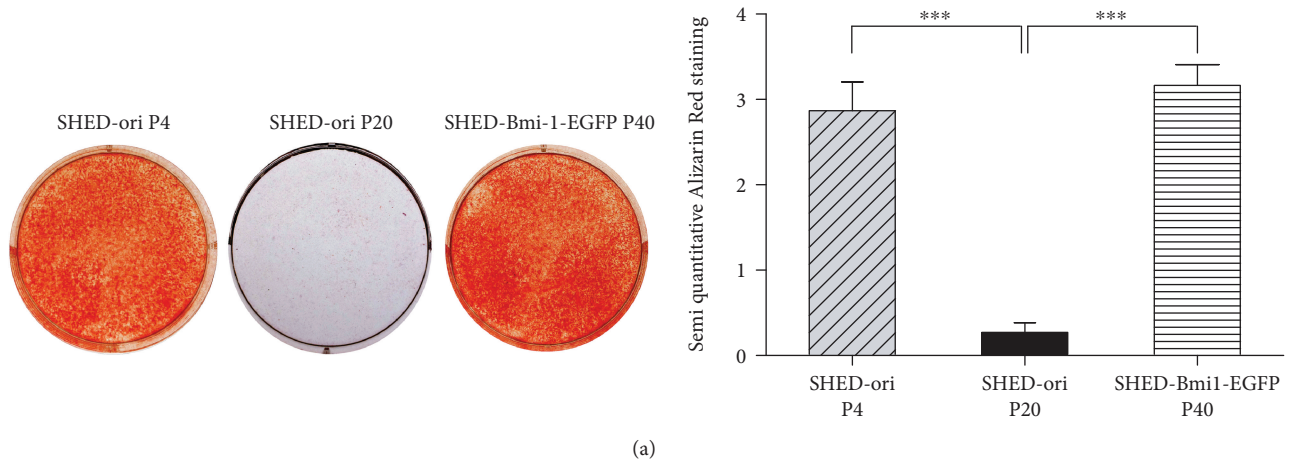 SHED-ori P4
SHED-ori P20
SHED-Bmi-1-EGFP P40
Semi quantitative Alizarin Red staining
4
3
2
1
0
***
***
SHED-ori
P4
SHED-ori
P20
SHED-Bmi1-EGFP
P40
(a)